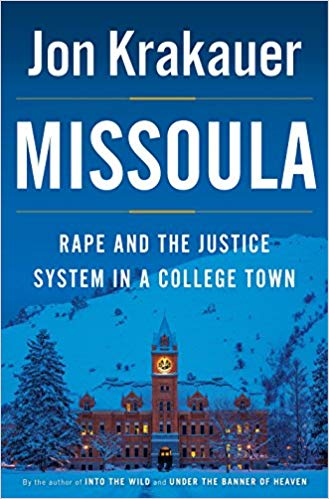 Jon Krakauer
MISSOULA
RAPE AND THE JUSTICE
SYSTEM IN A COLLEGE TOWN
By the author of INTO THE WILD and UNDER THE BANNER OF HEAVEN